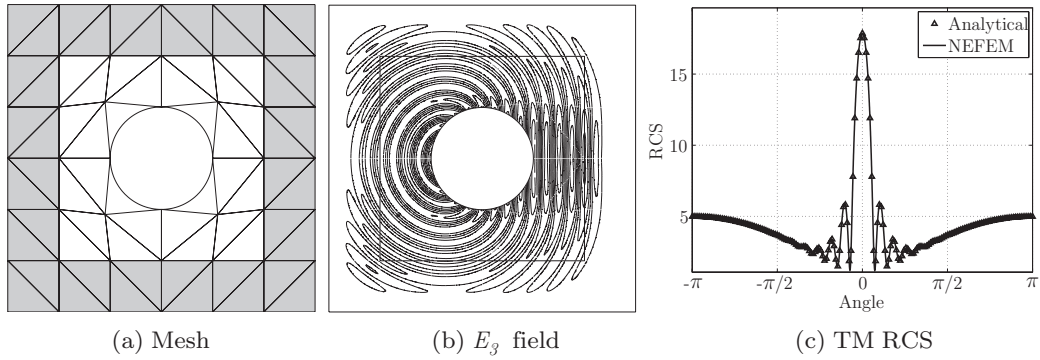 Analytical
NEFEM
15
10
5
RCS
-π
-π/2
0
π/2
π
Angle
(a) Mesh
(b) E₃ field
(c) TM RCS